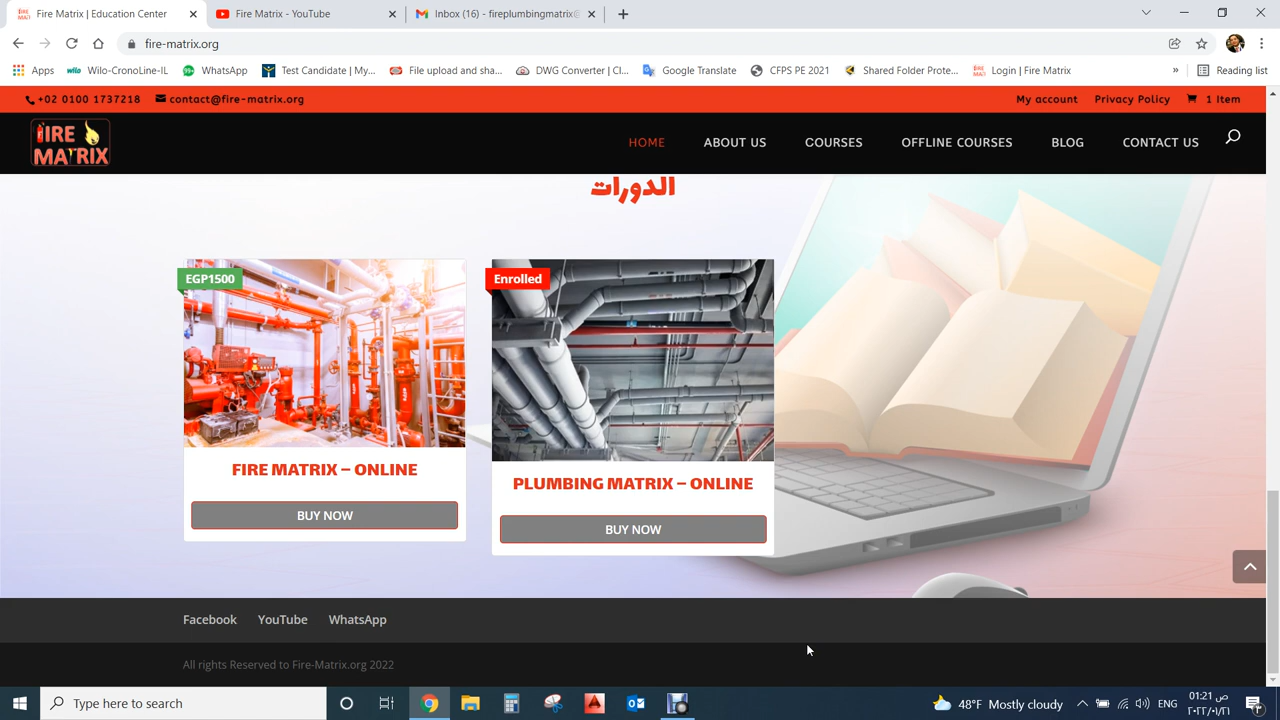 Fire Matrix | Education Center
Fire Matrix - YouTube
Inbox (16) - fireplumbingmatrix@
fire-matrix.org
Apps
wilo Wilo-CronoLine-IL
99+ WhatsApp
Test Candidate | My...
File upload and sha...
DWG Converter | Cl...
Google Translate
CFPS PE 2021
Shared Folder Prote...
Login | Fire Matrix
»
Reading list
+02 0100 1737218
contact@fire-matrix.org
My account
Privacy Policy
1 Item
FIRE
MATRIX
HOME
ABOUT US
COURSES
OFFLINE COURSES
BLOG
CONTACT US
الدورات
EGP1500
Enrolled
FIRE MATRIX – ONLINE
BUY NOW
PLUMBING MATRIX – ONLINE
BUY NOW
Facebook
YouTube
WhatsApp
All rights Reserved to Fire-Matrix.org 2022
Type here to search
48°F Mostly cloudy
ENG
01:21 ص
٢٠٢٢/٠١/٢١